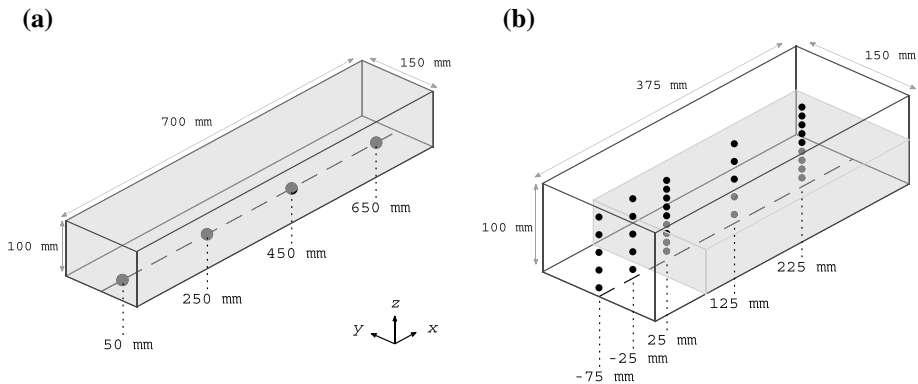 (a)
(b)
150 mm
700 mm
100 mm
650 mm
450 mm
250 mm
50 mm
z
y
x
150 mm
375 mm
100 mm
225 mm
125 mm
25 mm
-25 mm
-75 mm